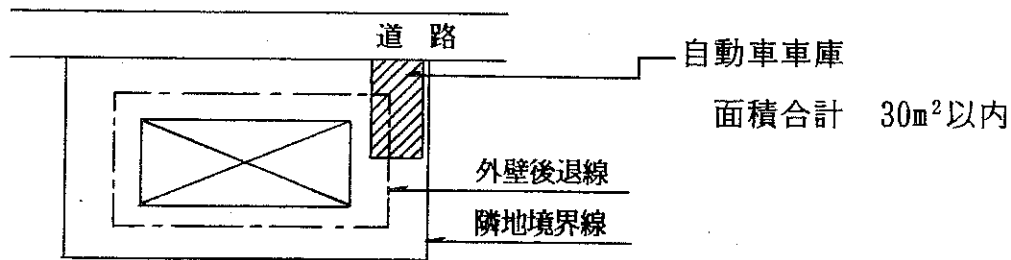 道 路
自動車車庫
面積合計 30m²以内
外壁後退線
隣地境界線